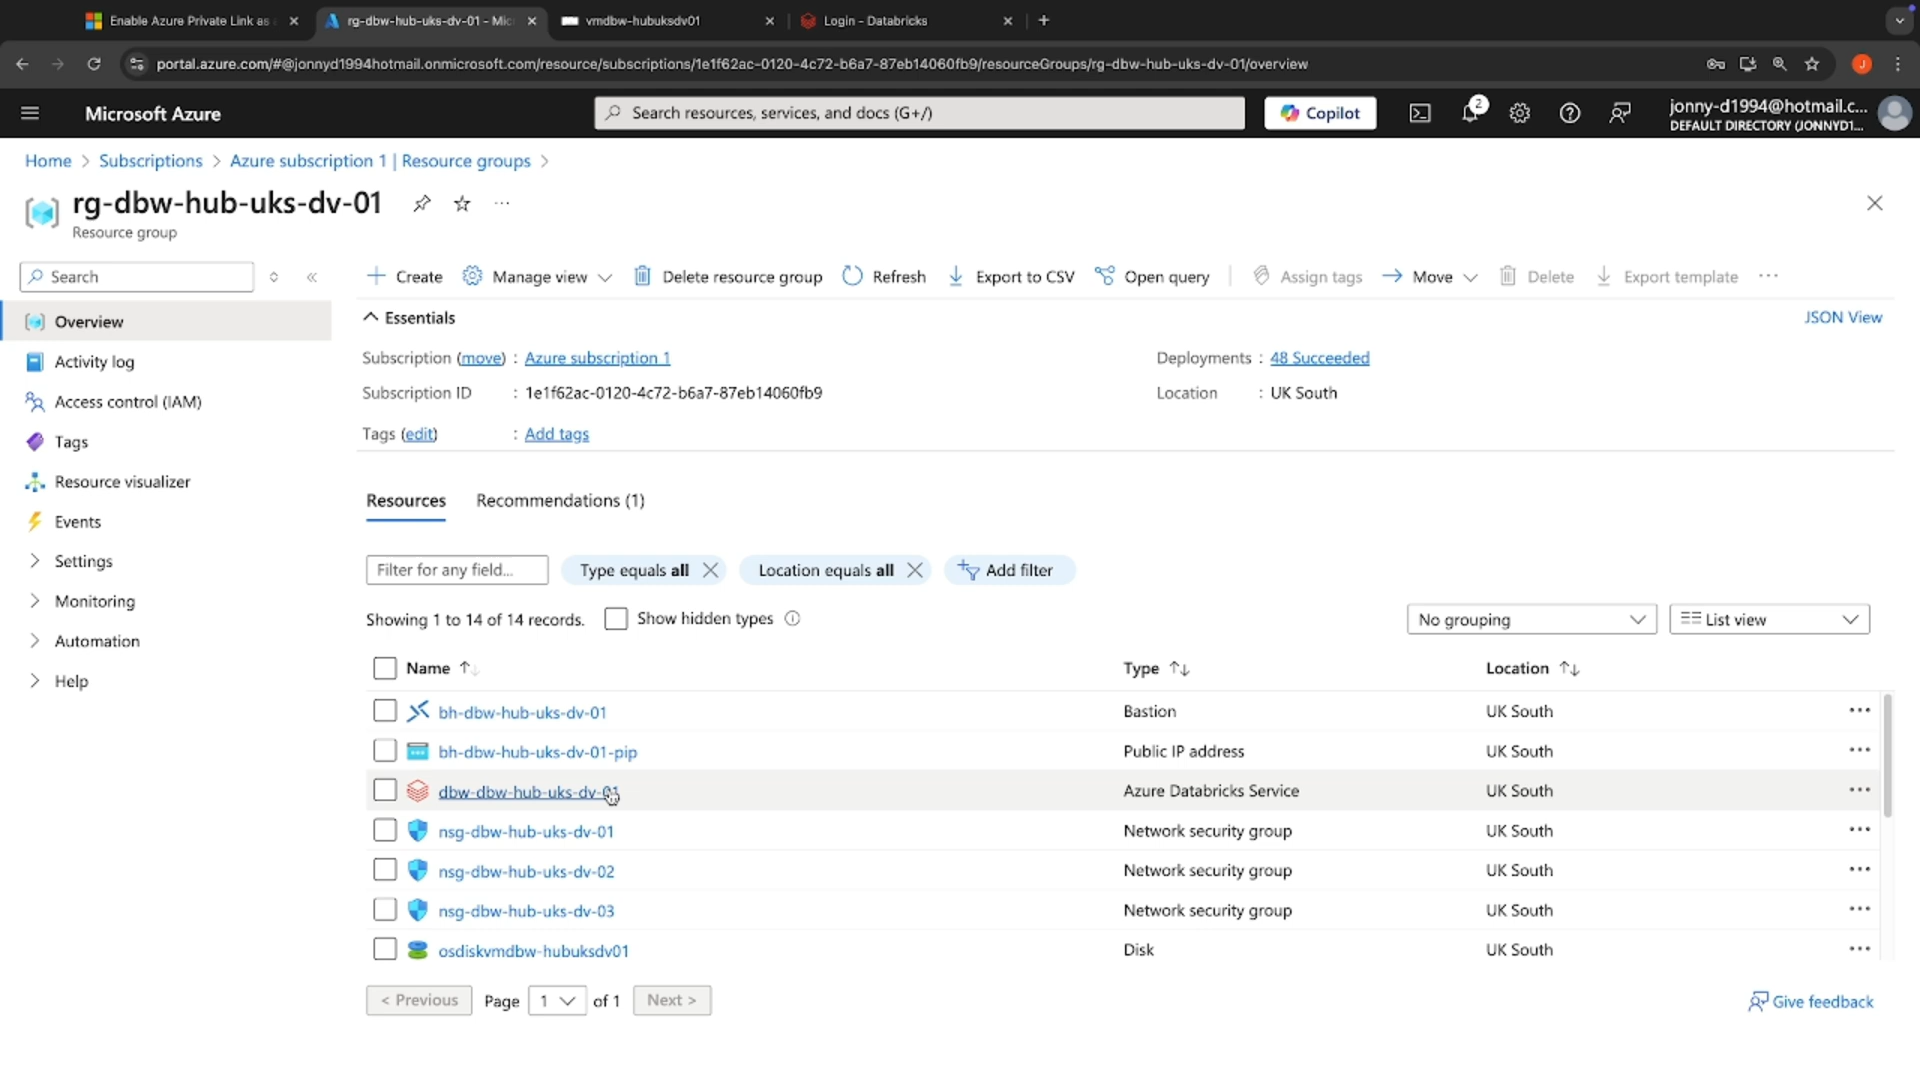 Enable Azure Private Link as
rg-dbw-hub-uks-dv-01 - Mic
vmdbw-hubuksdv01
Login - Databricks
portal.azure.com/#@jonnyd1994hotmail.onmicrosoft.com/resource/subscriptions/1e1f62ac-0120-4c72-b6a7-87eb14060fb9/resourceGroups/rg-dbw-hub-uks-dv-01/overview
J
Microsoft Azure
Search resources, services, and docs (G+/)
Copilot
2
jonny-d1994@hotmail.c...
DEFAULT DIRECTORY (JONNYD1...
Home > Subscriptions > Azure subscription 1 | Resource groups >
rg-dbw-hub-uks-dv-01
Resource group
Search
Create
Manage view
Delete resource group
Refresh
Export to CSV
Open query
Assign tags
Move
Delete
Export template
Overview
Activity log
Access control (IAM)
Tags
Resource visualizer
Events
Settings
Monitoring
Automation
Help
Essentials
JSON View
Subscription (move) : Azure subscription 1
Deployments : 48 Succeeded
Subscription ID : 1e1f62ac-0120-4c72-b6a7-87eb14060fb9
Location : UK South
Tags (edit) : Add tags
Resources
Recommendations (1)
Filter for any field...
Type equals all
Location equals all
Add filter
Showing 1 to 14 of 14 records.
Show hidden types
No grouping
List view
Name
Type
Location
bh-dbw-hub-uks-dv-01 Bastion UK South
bh-dbw-hub-uks-dv-01-pip Public IP address UK South
dbw-dbw-hub-uks-dv-01 Azure Databricks Service UK South
nsg-dbw-hub-uks-dv-01 Network security group UK South
nsg-dbw-hub-uks-dv-02 Network security group UK South
nsg-dbw-hub-uks-dv-03 Network security group UK South
osdiskvmdbw-hubuksdv01 Disk UK South
< Previous Page 1 of 1 Next >
Give feedback